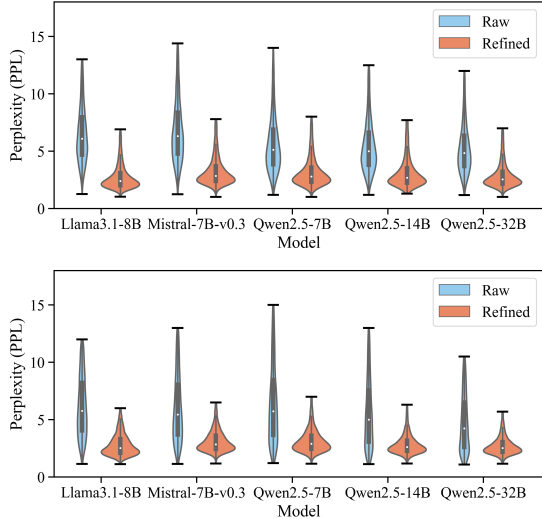 15
10
5
0
Perplexity (PPL)
Raw
Refined
Llama3.1-8B Mistral-7B-v0.3 Qwen2.5-7B Qwen2.5-14B Qwen2.5-32B
Model
15
10
5
0
Perplexity (PPL)
Raw
Refined
Llama3.1-8B Mistral-7B-v0.3 Qwen2.5-7B Qwen2.5-14B Qwen2.5-32B
Model